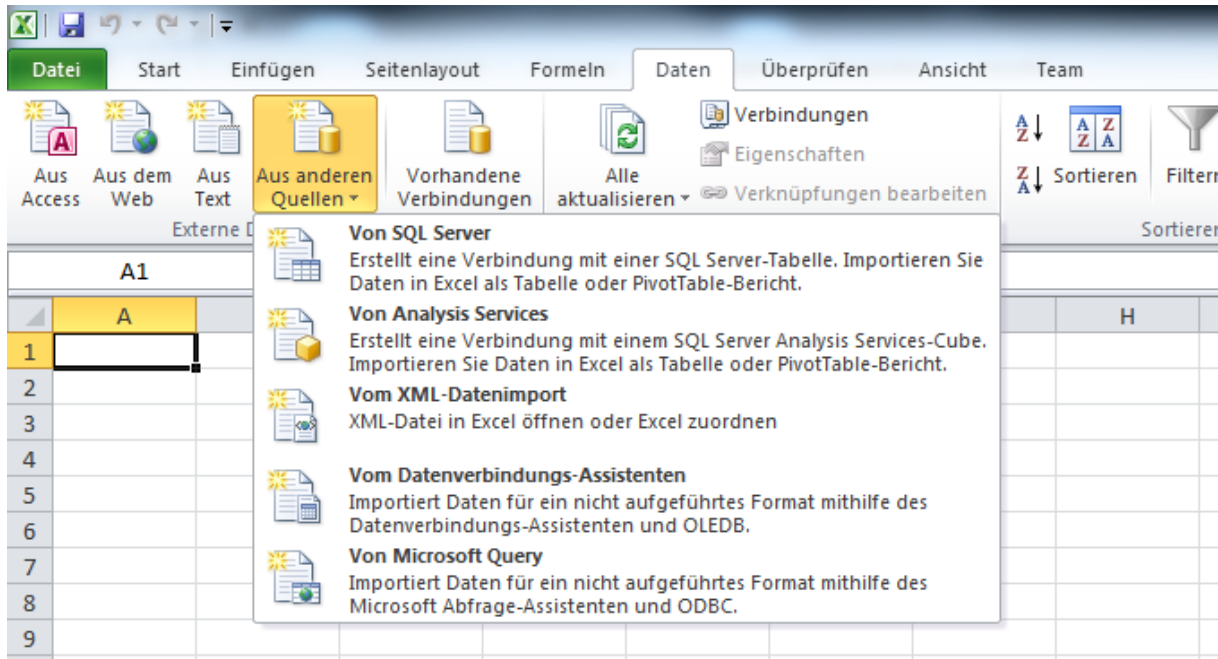 Datei Start Einfügen Seitenlayout Formeln Daten Überprüfen Ansicht Team
Aus Access
Aus dem Web
Aus Text
Aus anderen Quellen
Vorhandene Verbindungen
Alle aktualisieren
Verbindungen
Eigenschaften
Verknüpfungen bearbeiten
Sortieren
Filtern
Externe D
Sortieren
A1
A H
Von SQL Server
Erstellt eine Verbindung mit einer SQL Server-Tabelle. Importieren Sie
Daten in Excel als Tabelle oder PivotTable-Bericht.
Von Analysis Services
Erstellt eine Verbindung mit einem SQL Server Analysis Services-Cube.
Importieren Sie Daten in Excel als Tabelle oder PivotTable-Bericht.
Vom XML-Datenimport
XML-Datei in Excel öffnen oder Excel zuordnen
Vom Datenverbindungs-Assistenten
Importiert Daten für ein nicht aufgeführtes Format mithilfe des
Datenverbindungs-Assistenten und OLEDB.
Von Microsoft Query
Importiert Daten für ein nicht aufgeführtes Format mithilfe des
Microsoft Abfrage-Assistenten und ODBC.
1
2
3
4
5
6
7
8
9